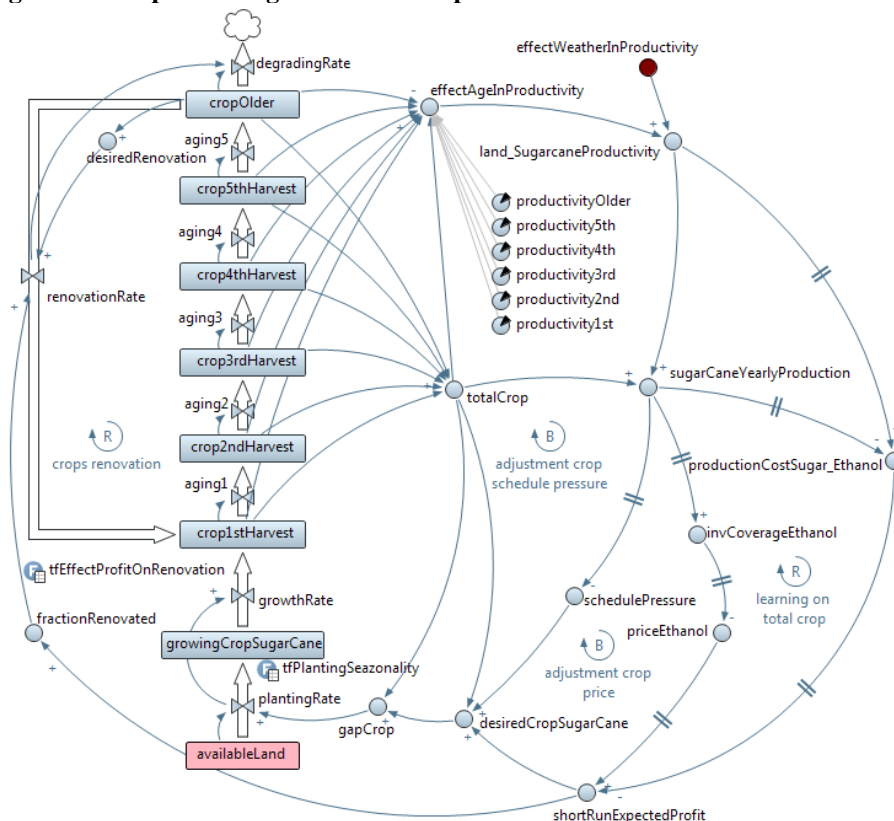 effectWeatherInProductivity
degradingRate
effectAgeInProductivity
cropOlder
aging5
desiredRenovation
land_SugarcaneProductivity
crop5thHarvest
productivityOlder
productivity5th
aging4
productivity4th
crop4thHarvest
productivity3rd
renovationRate
productivity2nd
aging3
productivity1st
crop3rdHarvest
sugarCaneYearlyProduction
totalCrop
aging2
R
crops renovation
crop2ndHarvest
B
adjustment crop
schedule pressure
productionCostSugar_Ethanol
aging1
crop1stHarvest
invCoverageEthanol
tfEffectProfitOnRenovation
R
learning on
total crop
growthRate
schedulePressure
fractionRenovated
priceEthanol
growingCropSugarCane
B
adjustment crop
price
tfPlantingSeazonality
plantingRate
gapCrop
desiredCropSugarCane
availableLand
shortRunExpectedProfit